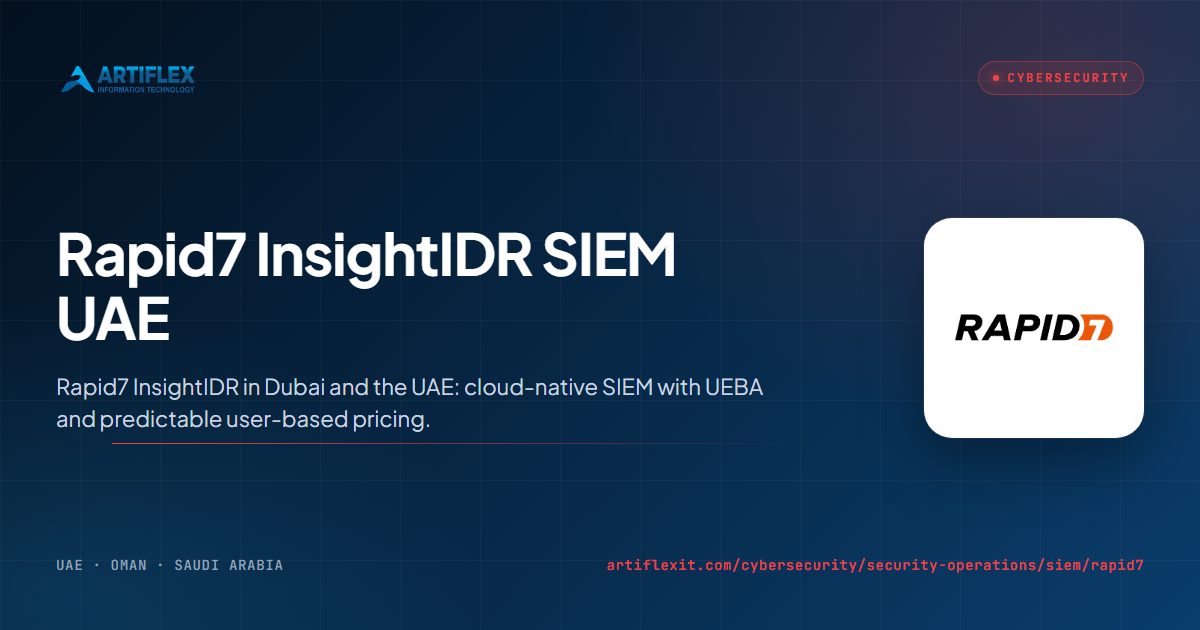 ARTIFLEX
INFORMATION TECHNOLOGY
CYBERSECURITY
Rapid7 InsightIDR SIEM
UAE
Rapid7 InsightIDR in Dubai and the UAE: cloud-native SIEM with UEBA
and predictable user-based pricing.
RAPID7
UAE · OMAN · SAUDI ARABIA
artiflexit.com/cybersecurity/security-operations/siem/rapid7